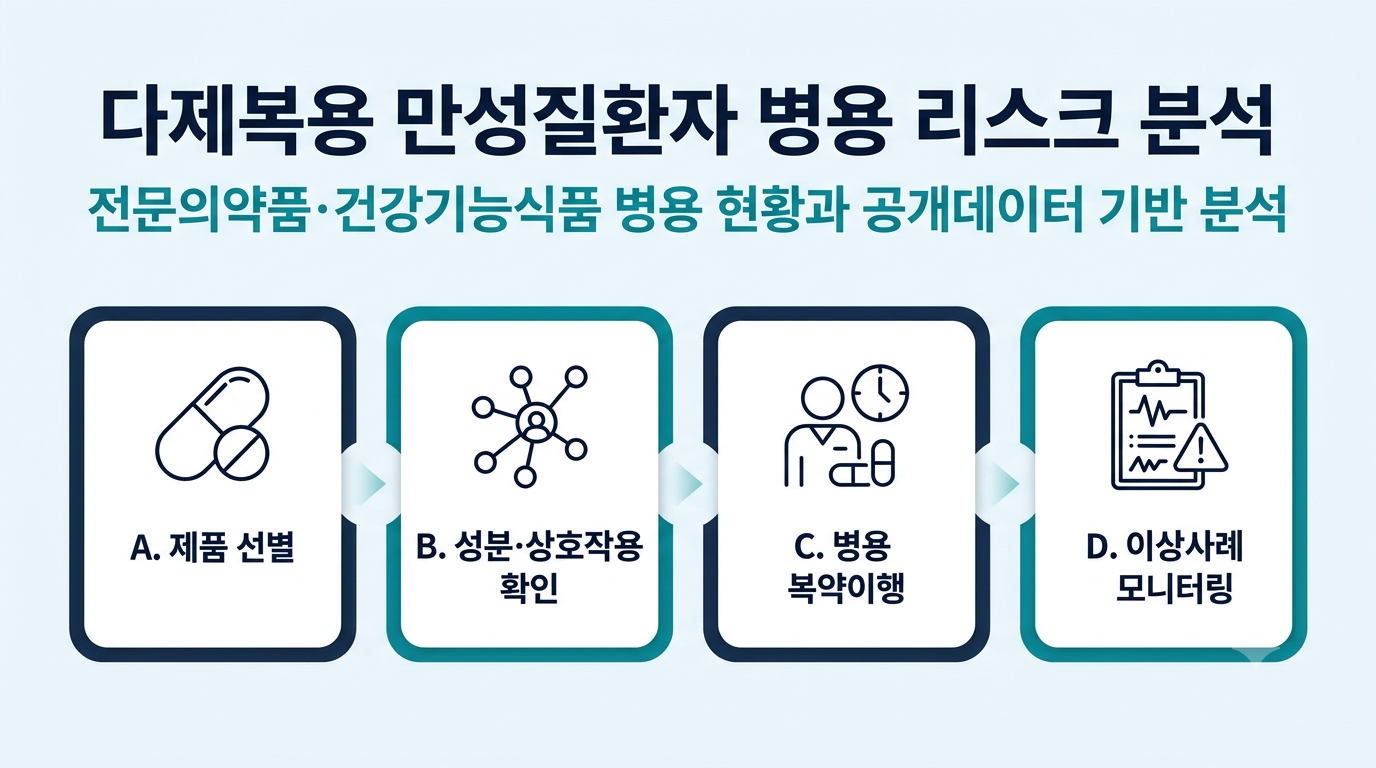 다제복용 만성질환자 병용 리스크 분석
전문의약품·건강기능식품 병용 현황과 공개데이터 기반 분석
A. 제품 선별
B. 성분·상호작용
확인
C. 병용
복약이행
D. 이상사례
모니터링